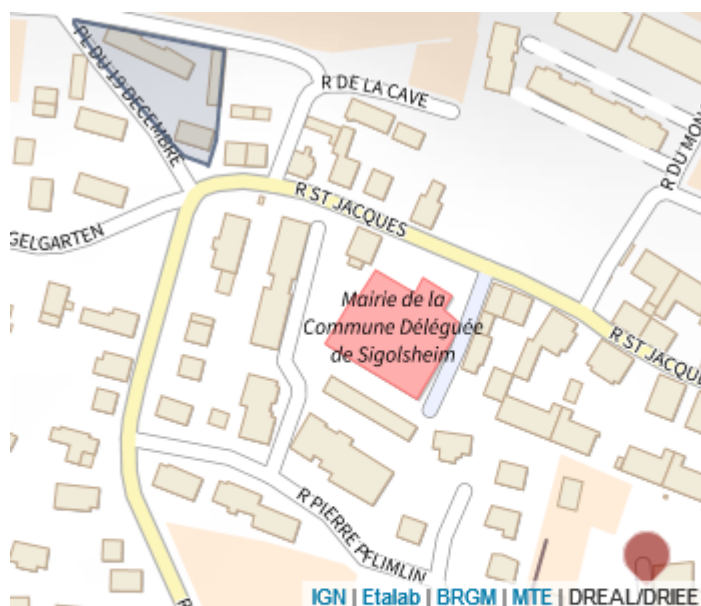 PL DU 19 DECEMBRE
R DE LA CAVE
R DU MON
R ST JACQUES
GELGARTEN
Mairie de la
Commune Déléguée
de Sigolsheim
R ST JACQUE
R PIERRE PFLIMLIN
R
IGN | Etalab | BRGM | MTE | DREAL/DRIEE